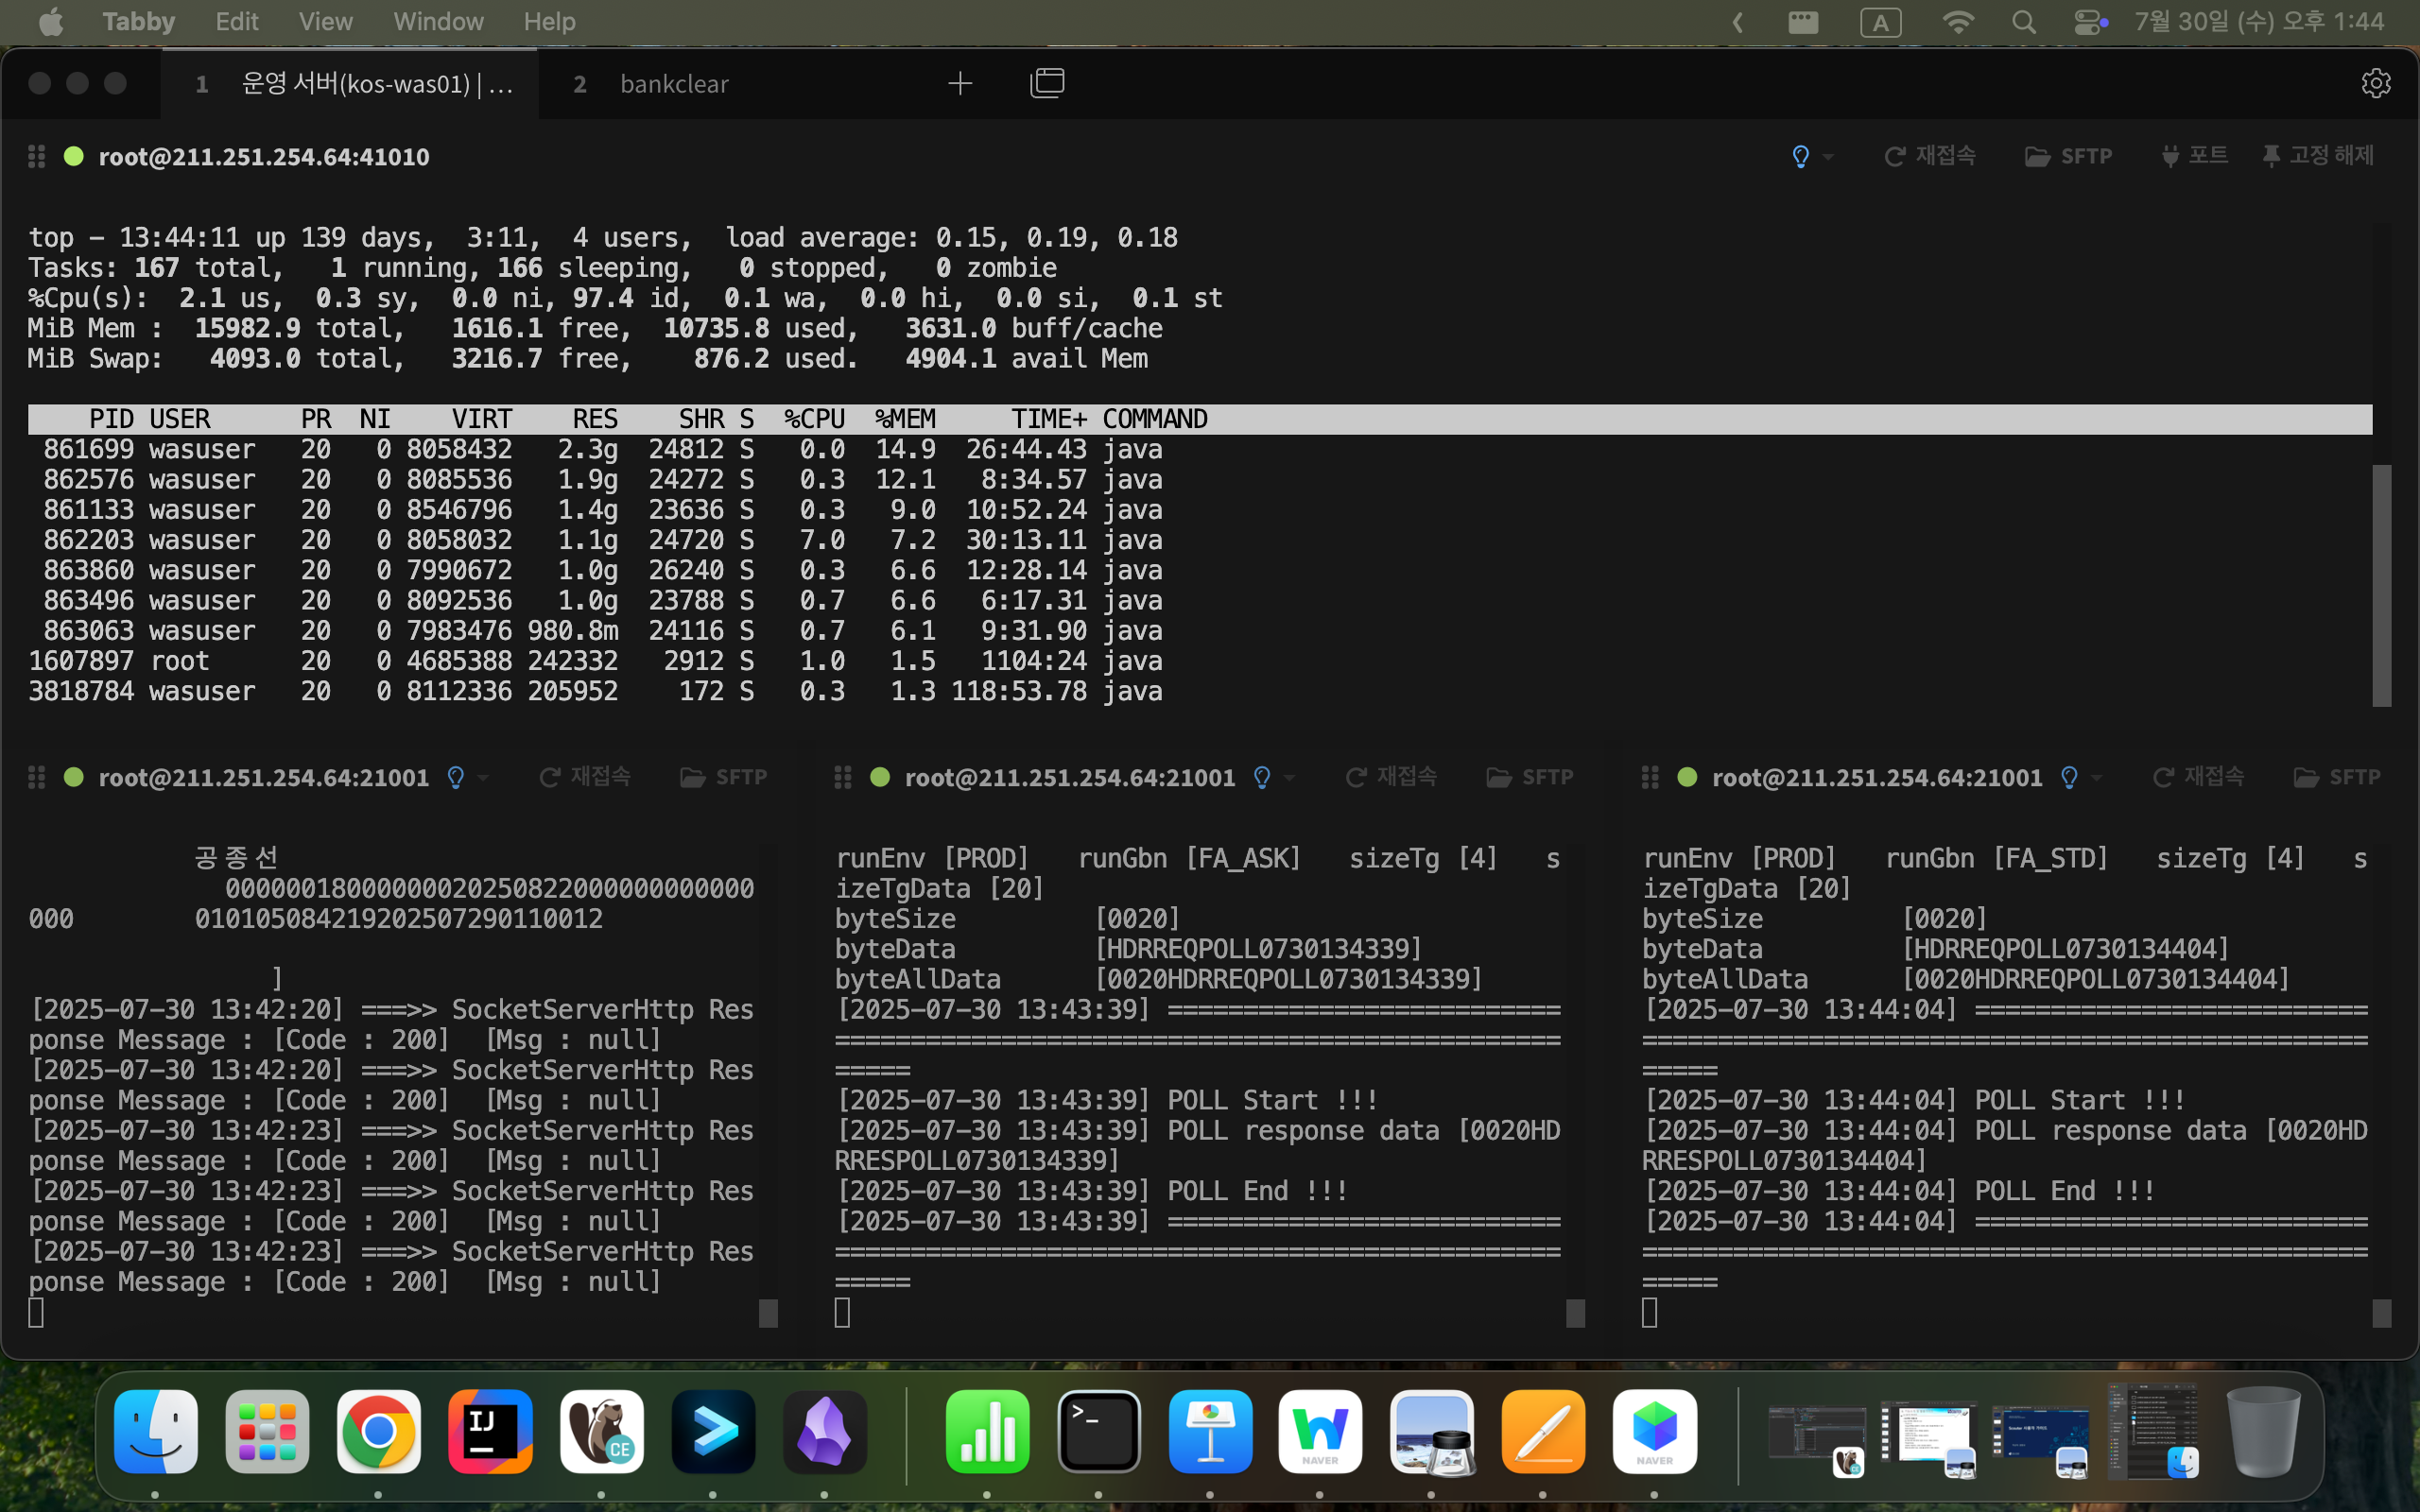 Tabby Edit View Window Help
A 7월 30일 (수) 오후 1:44
1 운영 서버(kos-was01) | …
2 bankclear
root@211.251.254.64:41010
재접속 SFTP 포트 고정 해제
top - 13:44:11 up 139 days,  3:11,  4 users,  load average: 0.15, 0.19, 0.18
Tasks: 167 total,   1 running, 166 sleeping,   0 stopped,   0 zombie
%Cpu(s):  2.1 us,  0.3 sy,  0.0 ni, 97.4 id,  0.1 wa,  0.0 hi,  0.0 si,  0.1 st
MiB Mem :  15982.9 total,   1616.1 free,  10735.8 used,   3631.0 buff/cache
MiB Swap:   4093.0 total,   3216.7 free,    876.2 used.   4904.1 avail Mem
PID USER      PR  NI    VIRT    RES    SHR S  %CPU  %MEM     TIME+ COMMAND
861699 wasuser   20   0 8058432   2.3g  24812 S   0.0  14.9  26:44.43 java
862576 wasuser   20   0 8085536   1.9g  24272 S   0.3  12.1   8:34.57 java
861133 wasuser   20   0 8546796   1.4g  23636 S   0.3   9.0  10:52.24 java
862203 wasuser   20   0 8058032   1.1g  24720 S   7.0   7.2  30:13.11 java
863860 wasuser   20   0 7990672   1.0g  26240 S   0.3   6.6  12:28.14 java
863496 wasuser   20   0 8092536   1.0g  23788 S   0.7   6.6   6:17.31 java
863063 wasuser   20   0 7983476 980.8m  24116 S   0.7   6.1   9:31.90 java
1607897 root      20   0 4685388 242332   2912 S   1.0   1.5   1104:24 java
3818784 wasuser   20   0 8112336 205952    172 S   0.3   1.3 118:53.78 java
root@211.251.254.64:21001 재접속 SFTP
공종선
00000018000000020250822000000000000
000        010105084219202507290110012
]
[2025-07-30 13:42:20] ===>> SocketServerHttp Res
ponse Message : [Code : 200]  [Msg : null]
[2025-07-30 13:42:20] ===>> SocketServerHttp Res
ponse Message : [Code : 200]  [Msg : null]
[2025-07-30 13:42:23] ===>> SocketServerHttp Res
ponse Message : [Code : 200]  [Msg : null]
[2025-07-30 13:42:23] ===>> SocketServerHttp Res
ponse Message : [Code : 200]  [Msg : null]
[2025-07-30 13:42:23] ===>> SocketServerHttp Res
ponse Message : [Code : 200]  [Msg : null]
root@211.251.254.64:21001 재접속 SFTP
runEnv [PROD]   runGbn [FA_ASK]   sizeTg [4]   s
izeTgData [20]
byteSize         [0020]
byteData         [HDRREQPOLL0730134339]
byteAllData      [0020HDRREQPOLL0730134339]
[2025-07-30 13:43:39] ==========================
================================================
=====
[2025-07-30 13:43:39] POLL Start !!!
[2025-07-30 13:43:39] POLL response data [0020HD
RRESPOLL0730134339]
[2025-07-30 13:43:39] POLL End !!!
[2025-07-30 13:43:39] ==========================
================================================
=====
root@211.251.254.64:21001 재접속 SFTP
runEnv [PROD]   runGbn [FA_STD]   sizeTg [4]   s
izeTgData [20]
byteSize         [0020]
byteData         [HDRREQPOLL0730134404]
byteAllData      [0020HDRREQPOLL0730134404]
[2025-07-30 13:44:04] ==========================
================================================
=====
[2025-07-30 13:44:04] POLL Start !!!
[2025-07-30 13:44:04] POLL response data [0020HD
RRESPOLL0730134404]
[2025-07-30 13:44:04] POLL End !!!
[2025-07-30 13:44:04] ==========================
================================================
=====
IJ
CE
>_
NAVER
NAVER